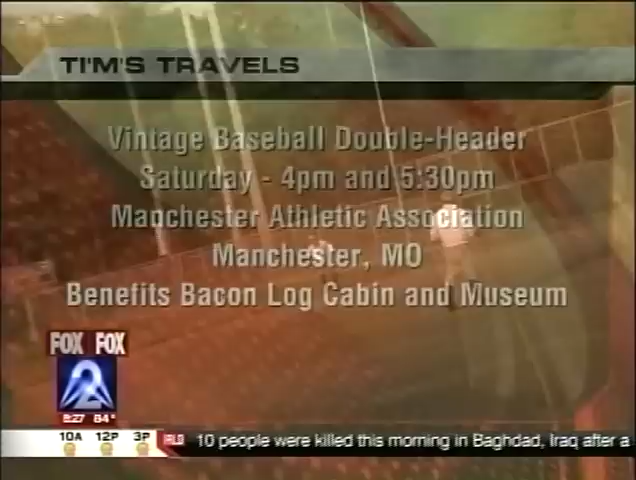 TI'M'S TRAVELS
Vintage Baseball Double-Header
Saturday - 4pm and 5:30pm
Manchester Athletic Association
Manchester, MO
Benefits Bacon Log Cabin and Museum
FOX FOX
2
8:27 84°
10A 12P 3P
10 people were killed this morning in Baghdad, Iraq after a